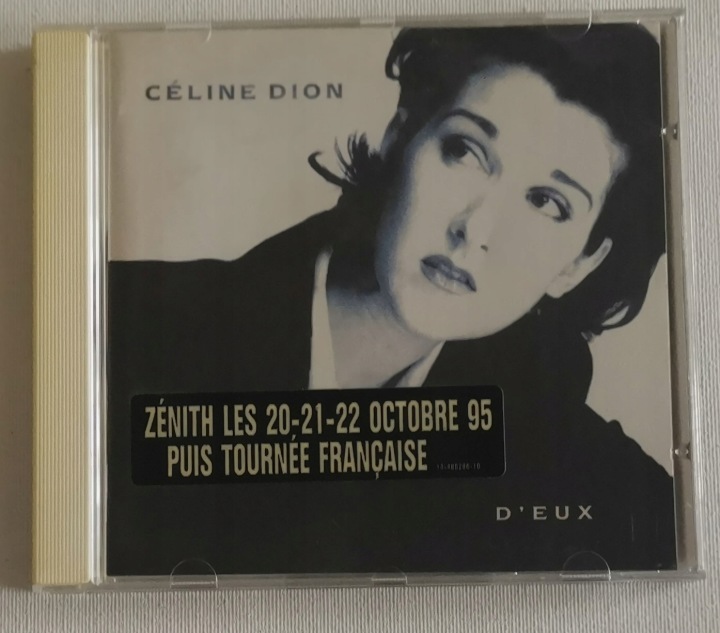 CÉLINE DION
ZÉNITH LES 20-21-22 OCTOBRE 95
PUIS TOURNÉE FRANÇAISE
D'EUX